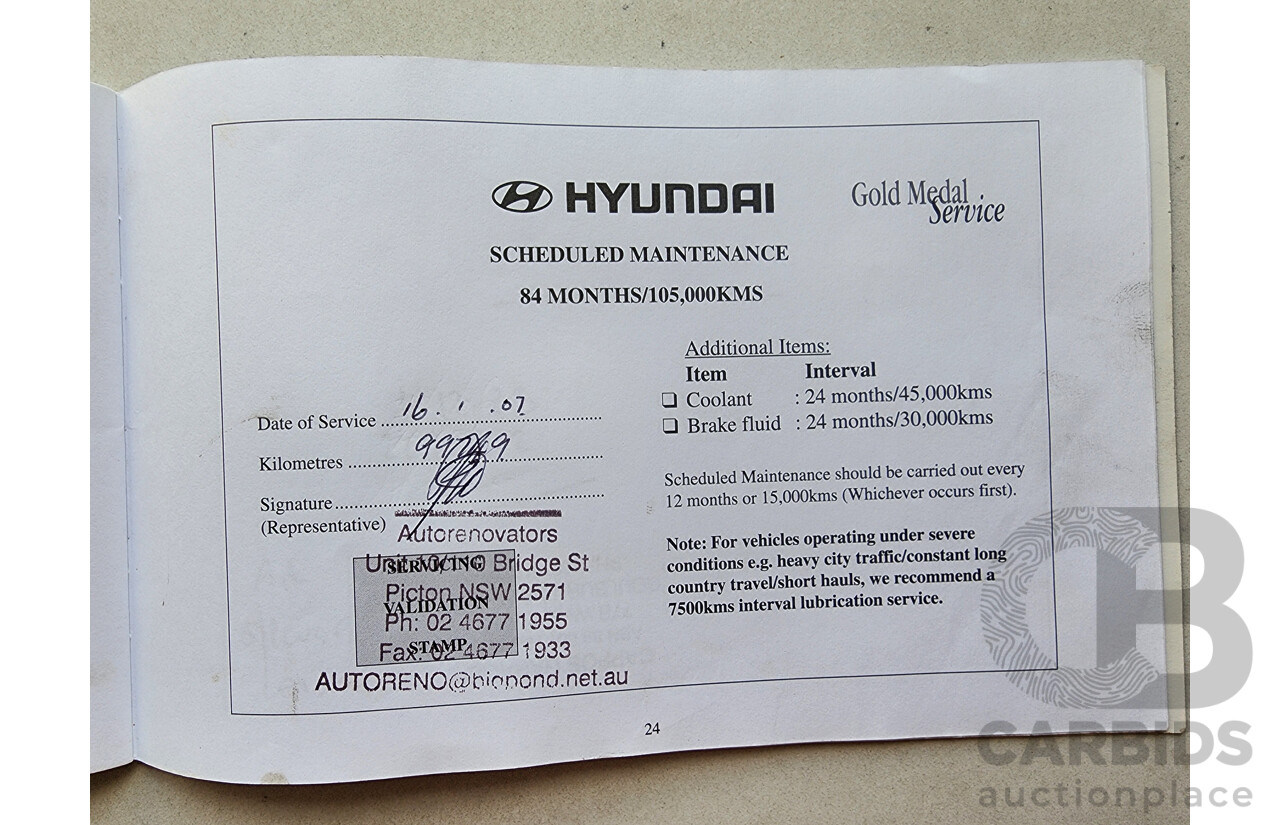 HYUNDAI
Gold Medal
Service
SCHEDULED MAINTENANCE
84 MONTHS/105,000KMS
Additional Items:
Item Interval
❑ Coolant : 24 months/45,000kms
❑ Brake fluid : 24 months/30,000kms
Date of Service 16.1.07
Kilometres
Signature
(Representative)
Scheduled Maintenance should be carried out every
12 months or 15,000kms (Whichever occurs first).
Note: For vehicles operating under severe
conditions e.g. heavy city traffic/constant long
country travel/short hauls, we recommend a
7500kms interval lubrication service.
Autorenovators
Bridge St
Picton NSW 2571
Ph: 02 4677 1955
Fax: 02 4677 1933
AUTORENO@bigpond.net.au
SERVICING
VALIDATION
STAMP
24
CB
CARBIDS
auctionplace